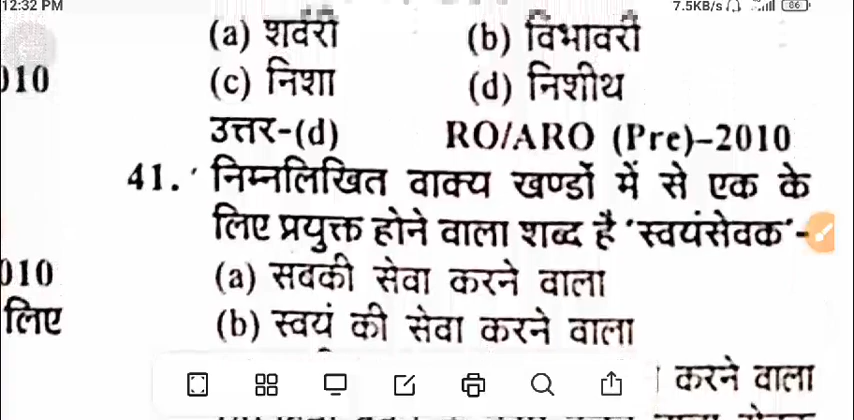 12:32 PM 7.5KB/s 86
(a) शर्वरी (b) विभावरी
010 (c) निशा (d) निशीथ
उत्तर-(d) RO/ARO (Pre)-2010
41. निम्नलिखित वाक्य खण्डों में से एक के
लिए प्रयुक्त होने वाला शब्द है 'स्वयंसेवक'-
010 (a) सबकी सेवा करने वाला
लिए (b) स्वयं की सेवा करने वाला
करने वाला